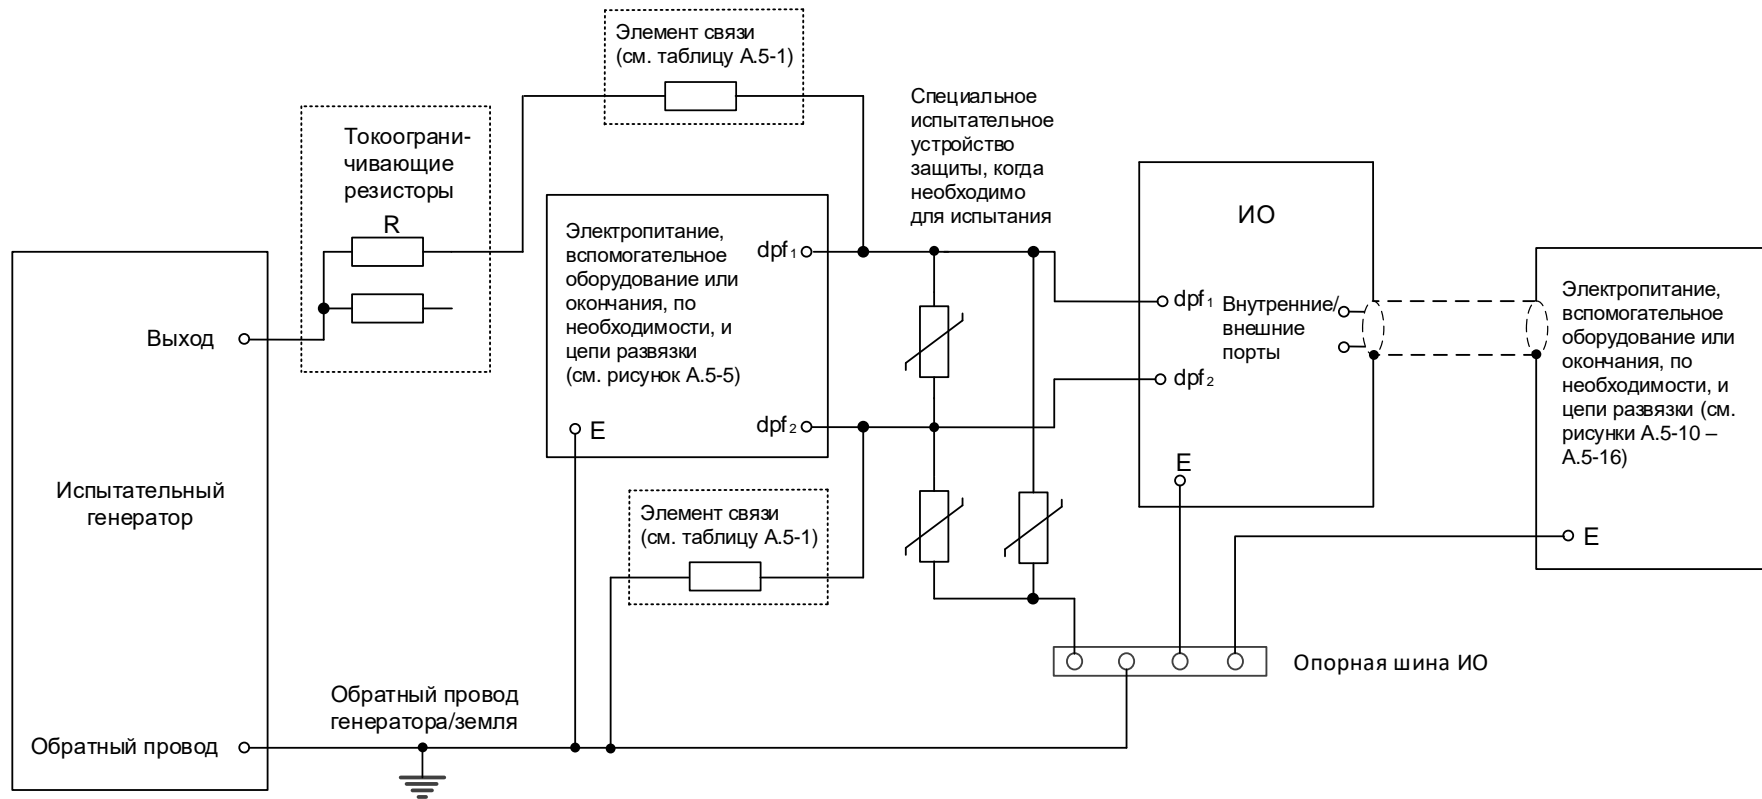 Элемент связи
(см. таблицу А.5-1)
Токоограни-
чивающие
резисторы
R
Специальное
испытательное
устройство
защиты, когда
необходимо
для испытания
Электропитание,
вспомогательное
оборудование или
окончания, по
необходимости, и
цепи развязки
(см. рисунок А.5-5)
dpf₁
dpf₂
E
ИО
dpf₁
dpf₂
Внутренние/
внешние
порты
E
Электропитание,
вспомогательное
оборудование или
окончания, по
необходимости, и
цепи развязки (см.
рисунки А.5-10 –
А.5-16)
E
Выход
Испытательный
генератор
Обратный провод
Элемент связи
(см. таблицу А.5-1)
Обратный провод
генератора/земля
Опорная шина ИО